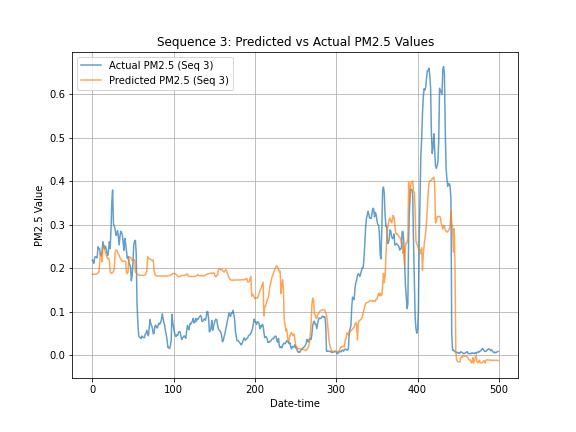 Sequence 3: Predicted vs Actual PM2.5 Values
Actual PM2.5 (Seq 3)
Predicted PM2.5 (Seq 3)
PM2.5 Value
0.6
0.5
0.4
0.3
0.2
0.1
0.0
0 100 200 300 400 500
Date-time